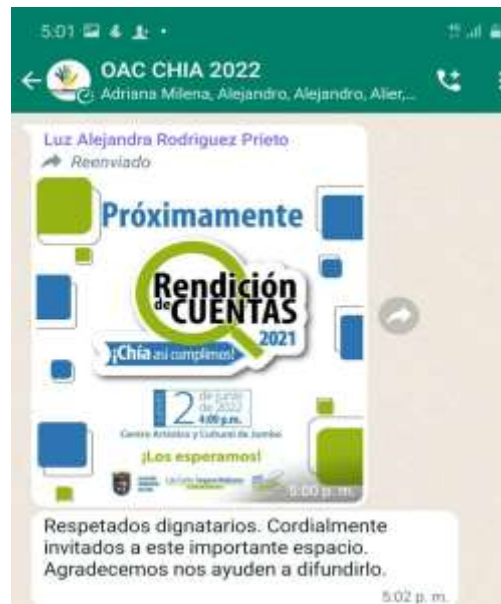 5:01
OAC CHIA 2022
Adriana Milena, Alejandro, Alejandro, Alier,...
Luz Alejandra Rodriguez Prieto
Reenviado
Próximamente
Rendición
de CUENTAS
2021
¡Chía así cumplimos!
2 de junio
de 2022
4:00 p.m.
Centro Artístico y Cultural de Jumbo
¡Los esperamos!
5:00 p. m.
Respetados dignatarios. Cordialmente
invitados a este importante espacio.
Agradecemos nos ayuden a difundirlo.
5:02 p. m.